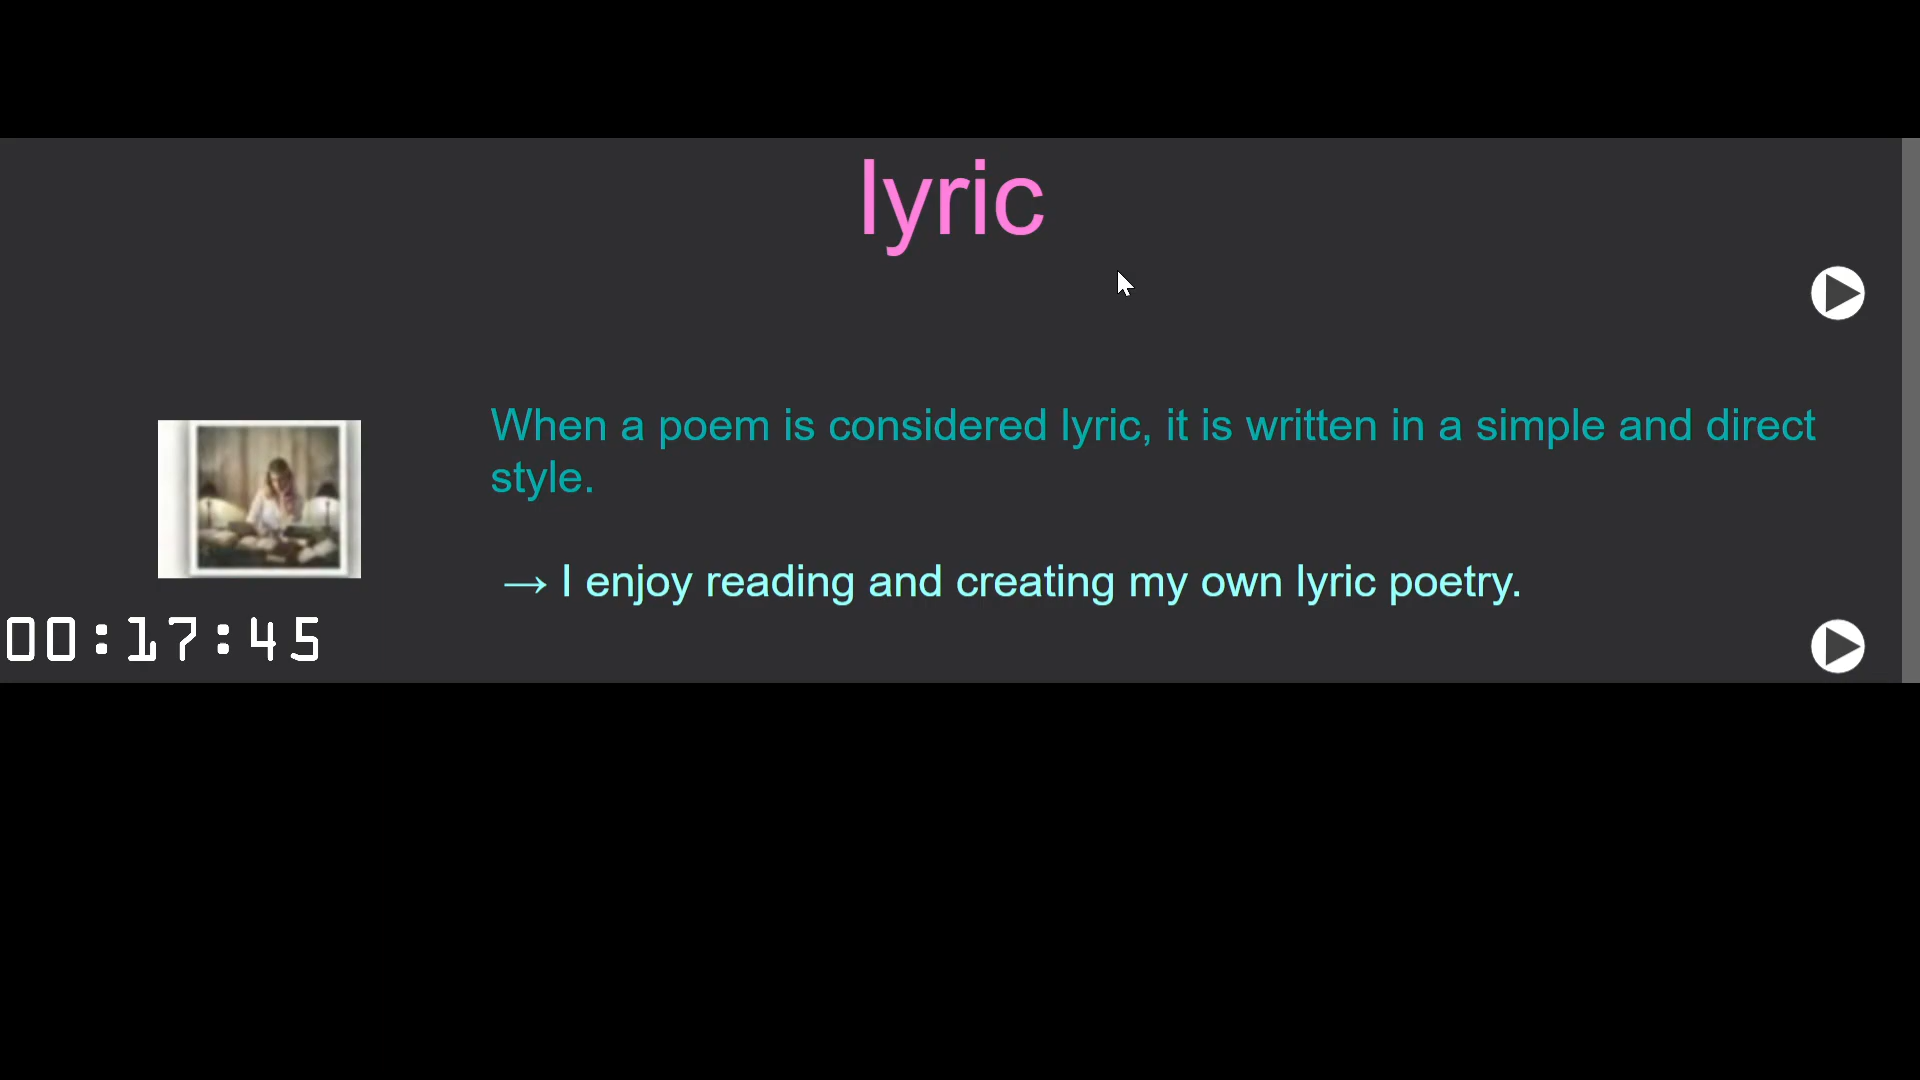 lyric
When a poem is considered lyric, it is written in a simple and direct
style.
→ I enjoy reading and creating my own lyric poetry.
00:17:45